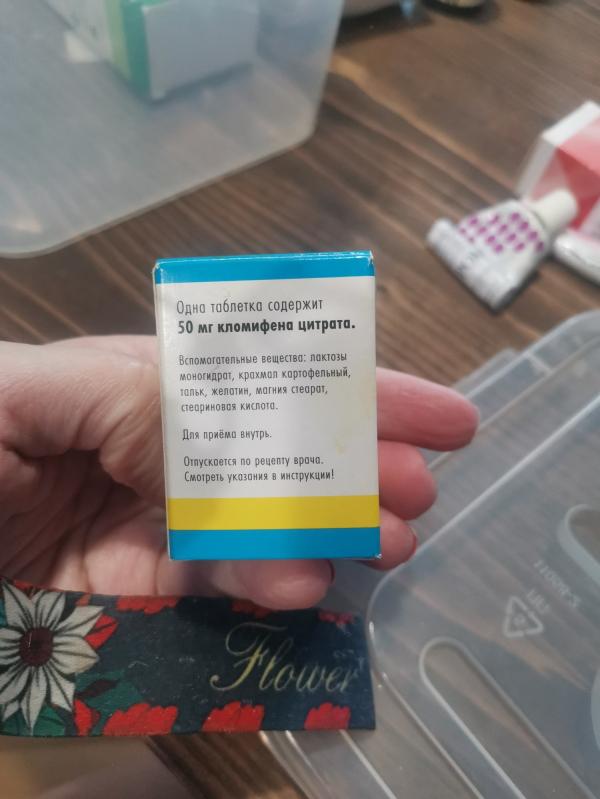 Одна таблетка содержит
50 мг кломифена цитрата.
Вспомогательные вещества: лактозы
моногидрат, крахмал картофельный,
тальк, желатин, магния стеарат,
стеариновая кислота.
Для приёма внутрь.
Отпускается по рецепту врача.
Смотреть указания в инструкции!
Flower